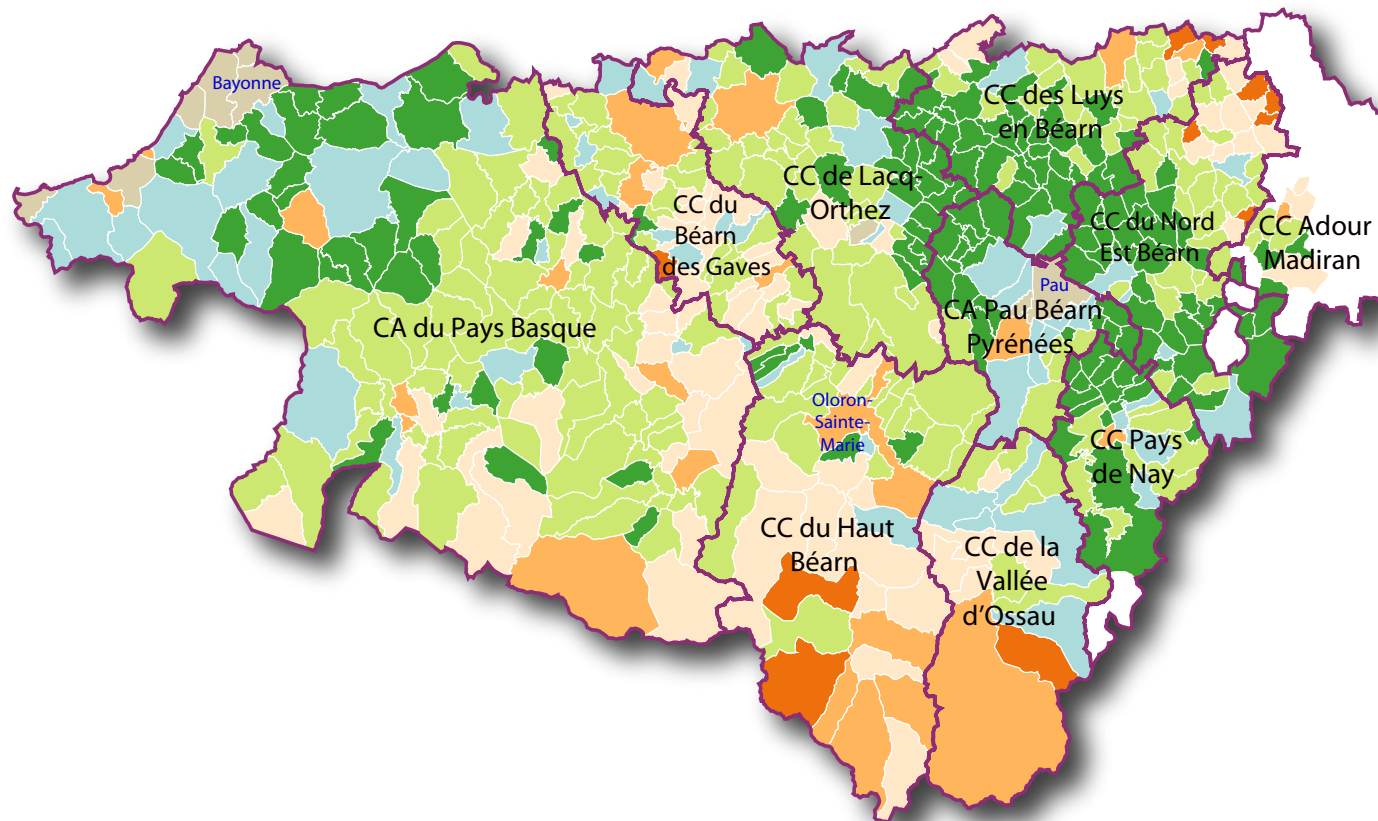 Bayonne
CC des Luys
en Béarn
CC de Lacq-
Orthez
CC du
Béarn
des Gaves
CC du Nord
Est Béarn
CC Adour
Madiran
Pau
CA Pau Béarn
Pyrénées
CA du Pays Basque
Oloron-
Sainte-
Marie
CC Pays
de Nay
CC du Haut
Béarn
CC de la
Vallée
d'Ossau